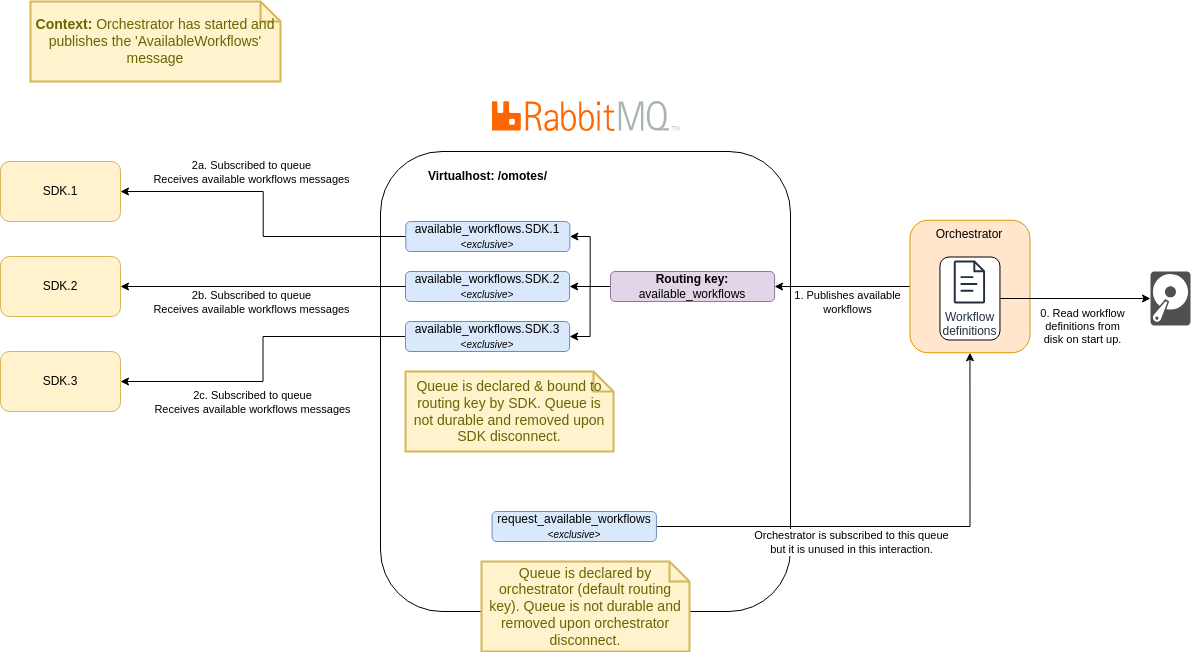 Context: Orchestrator has started and
publishes the 'AvailableWorkflows'
message
RabbitMQ
TM
Virtualhost: /omotes/
SDK.1
2a. Subscribed to queue
Receives available workflows messages
available_workflows.SDK.1
<exclusive>
SDK.2
2b. Subscribed to queue
Receives available workflows messages
available_workflows.SDK.2
<exclusive>
SDK.3
2c. Subscribed to queue
Receives available workflows messages
available_workflows.SDK.3
<exclusive>
Routing key:
available_workflows
1. Publishes available
workflows
Orchestrator
Workflow
definitions
0. Read workflow
definitions from
disk on start up.
Queue is declared & bound to
routing key by SDK. Queue is
not durable and removed upon
SDK disconnect.
request_available_workflows
<exclusive>
Orchestrator is subscribed to this queue
but it is unused in this interaction.
Queue is declared by
orchestrator (default routing
key). Queue is not durable and
removed upon orchestrator
disconnect.